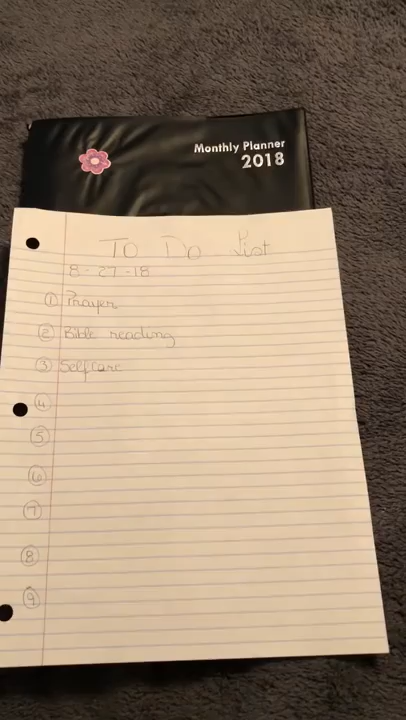 Monthly Planner
2018
To Do List
8-27-18
1 Prayer
2 Bible reading
3 Selfcare
4
5
6
7
8
9